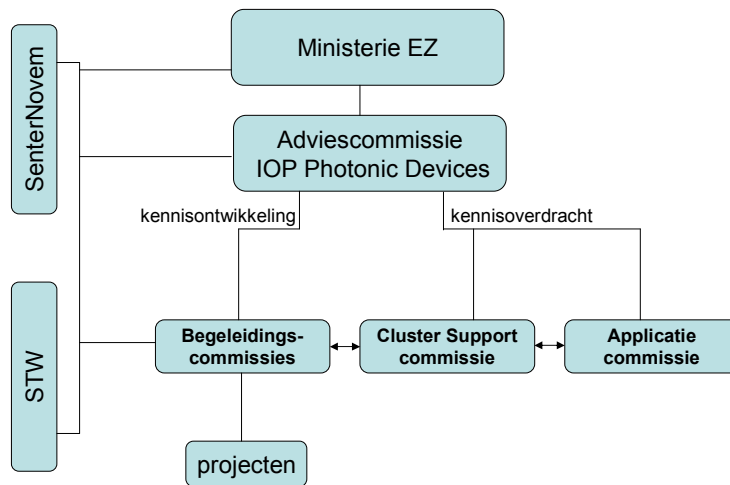 Ministerie EZ
SenterNovem
Adviescommissie
IOP Photonic Devices
kennisontwikkeling
kennisoverdracht
STW
Begeleidings-
commissies
Cluster Support
commissie
Applicatie
commissie
projecten